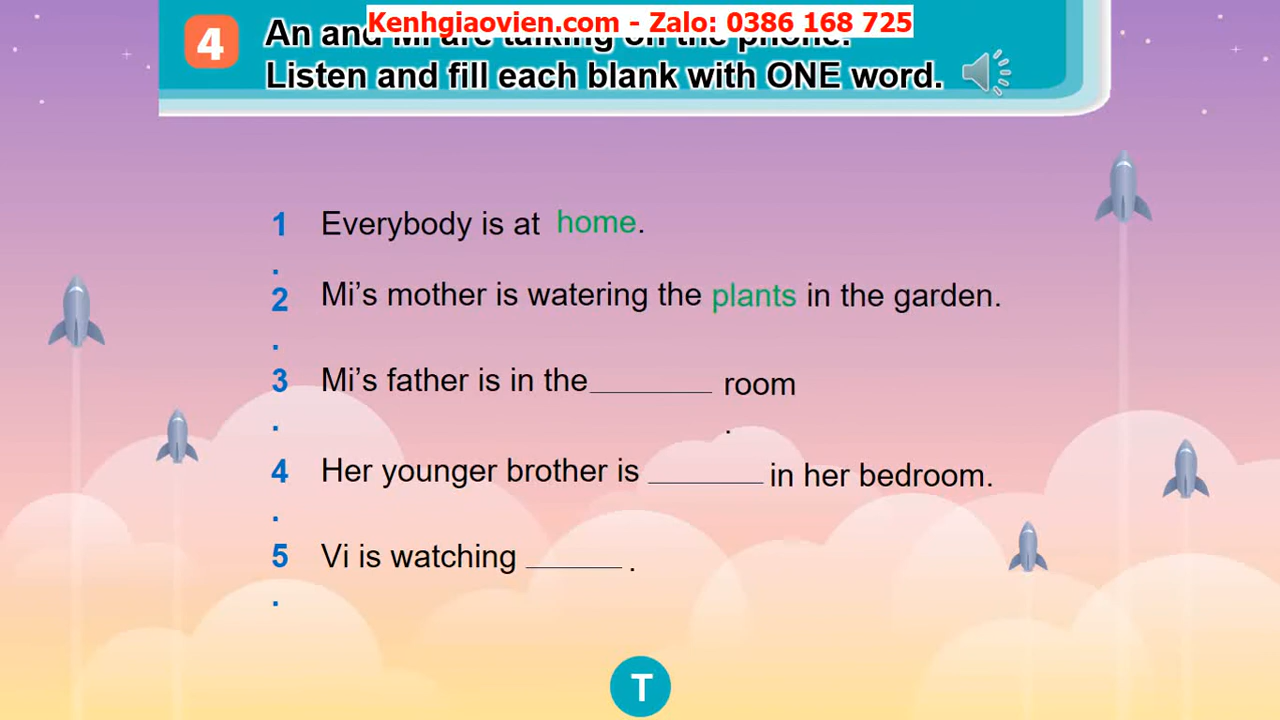 Kenhgiaovien.com - Zalo: 0386 168 725
4 An and Mi are talking on the phone.
Listen and fill each blank with ONE word.
1. Everybody is at home.
2. Mi’s mother is watering the plants in the garden.
3. Mi’s father is in the________ room.
4. Her younger brother is ________ in her bedroom.
5. Vi is watching ______ .
T